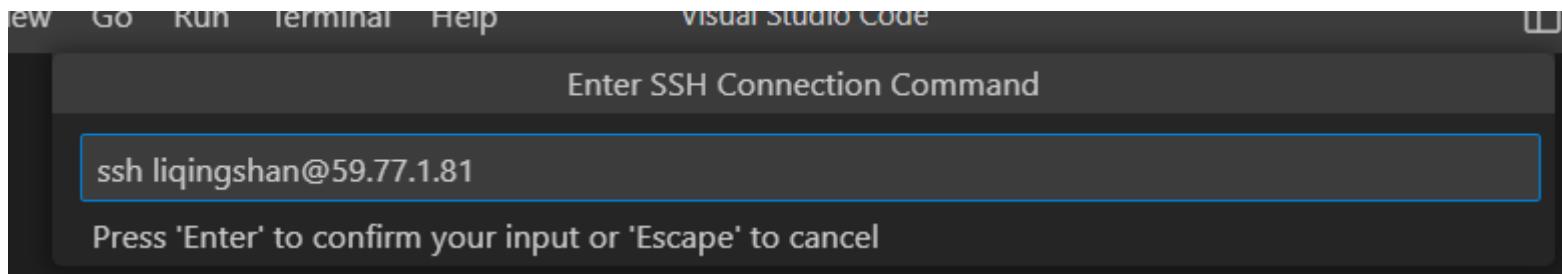 ew Go Run Terminal Help Visual Studio Code
Enter SSH Connection Command
ssh liqingshan@59.77.1.81
Press 'Enter' to confirm your input or 'Escape' to cancel